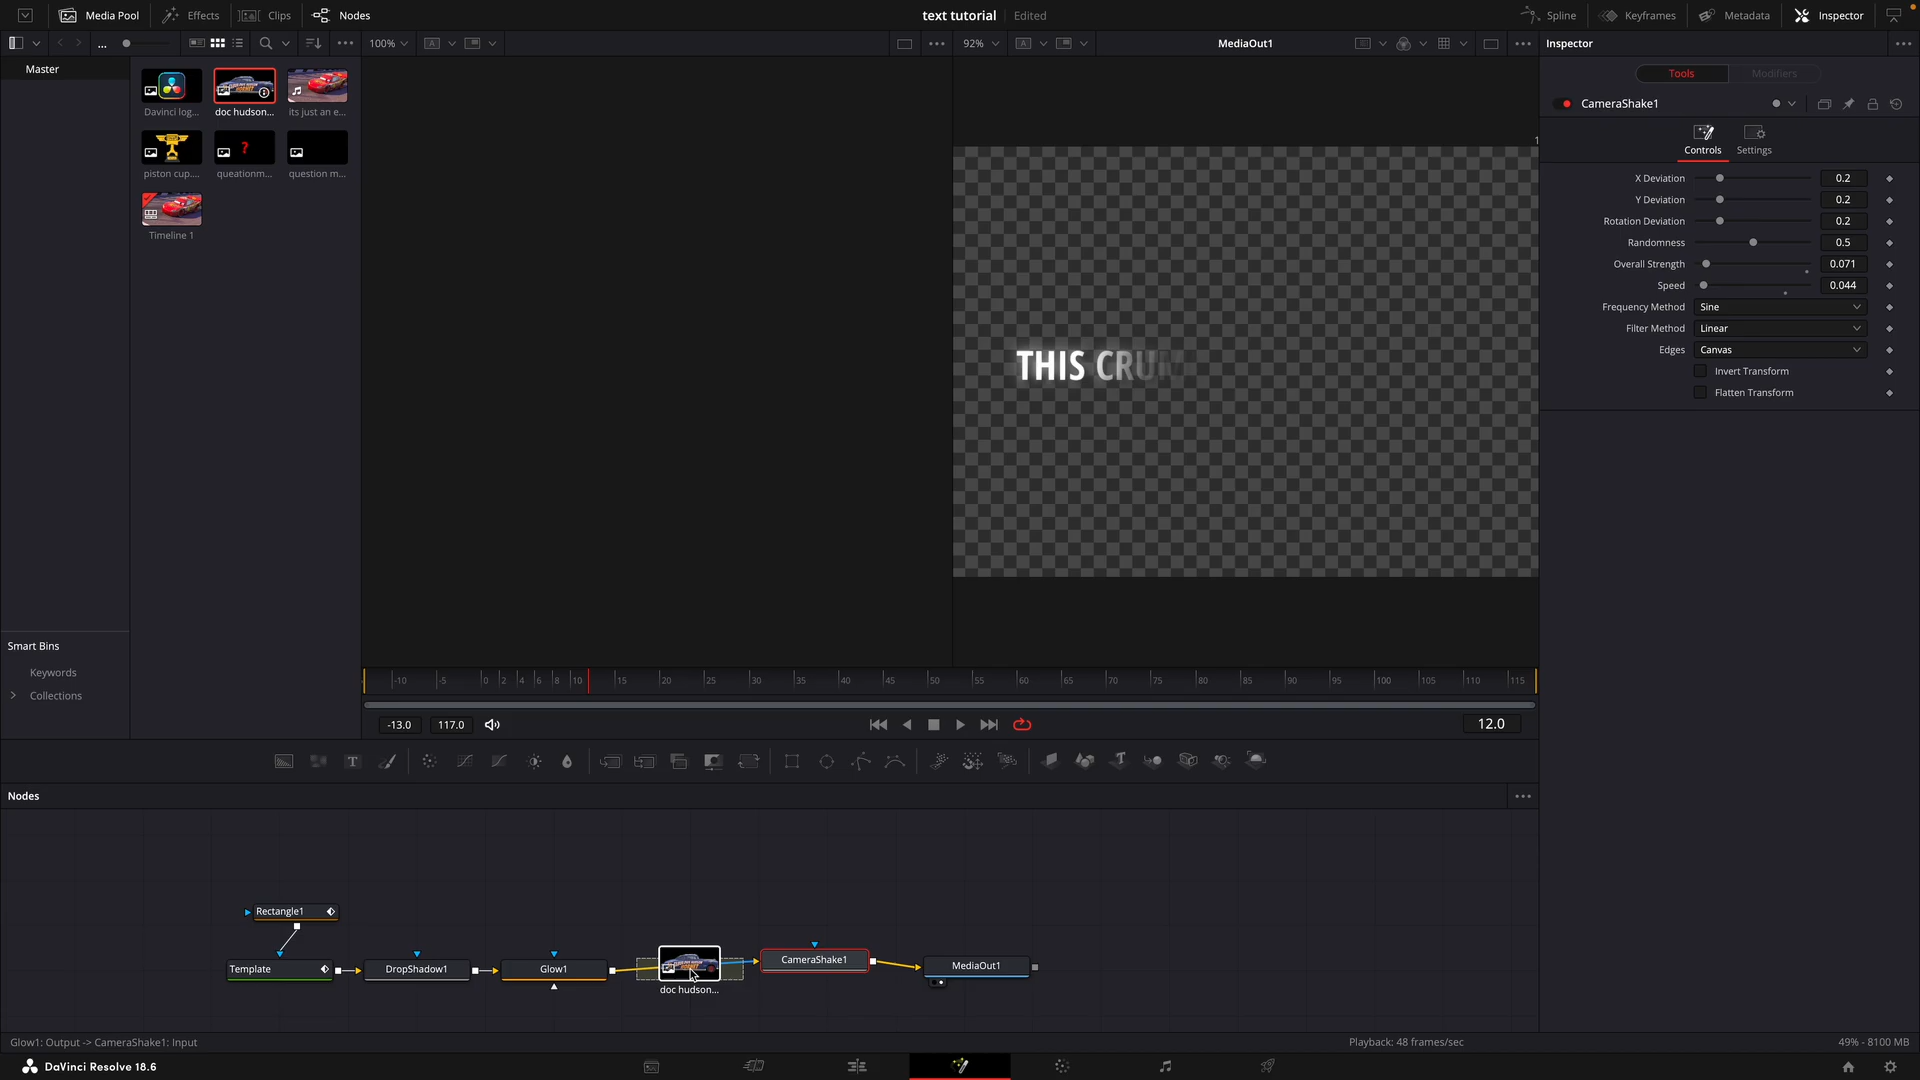 Media Pool
Effects
Clips
Nodes
text tutorial
Edited
Spline
Keyframes
Metadata
Inspector
...
100%
92%
MediaOut1
Inspector
Master
Davinci log...
doc hudson...
its just an e...
piston cup....
queationm...
question m...
Timeline 1
THIS CRUM
Tools
Modifiers
CameraShake1
Controls
Settings
X Deviation
0.2
Y Deviation
0.2
Rotation Deviation
0.2
Randomness
0.5
Overall Strength
0.071
Speed
0.044
Frequency Method
Sine
Filter Method
Linear
Edges
Canvas
Invert Transform
Flatten Transform
Smart Bins
Keywords
Collections
-10 -5 0 2 4 6 8 10 15 20 25 30 35 40 45 50 55 60 65 70 75 80 85 90 95 100 105 110 115
-13.0
117.0
12.0
Nodes
Rectangle1
Template
DropShadow1
Glow1
doc hudson...
CameraShake1
MediaOut1
Glow1: Output -> CameraShake1: Input
Playback: 48 frames/sec
49% - 8100 MB
DaVinci Resolve 18.6